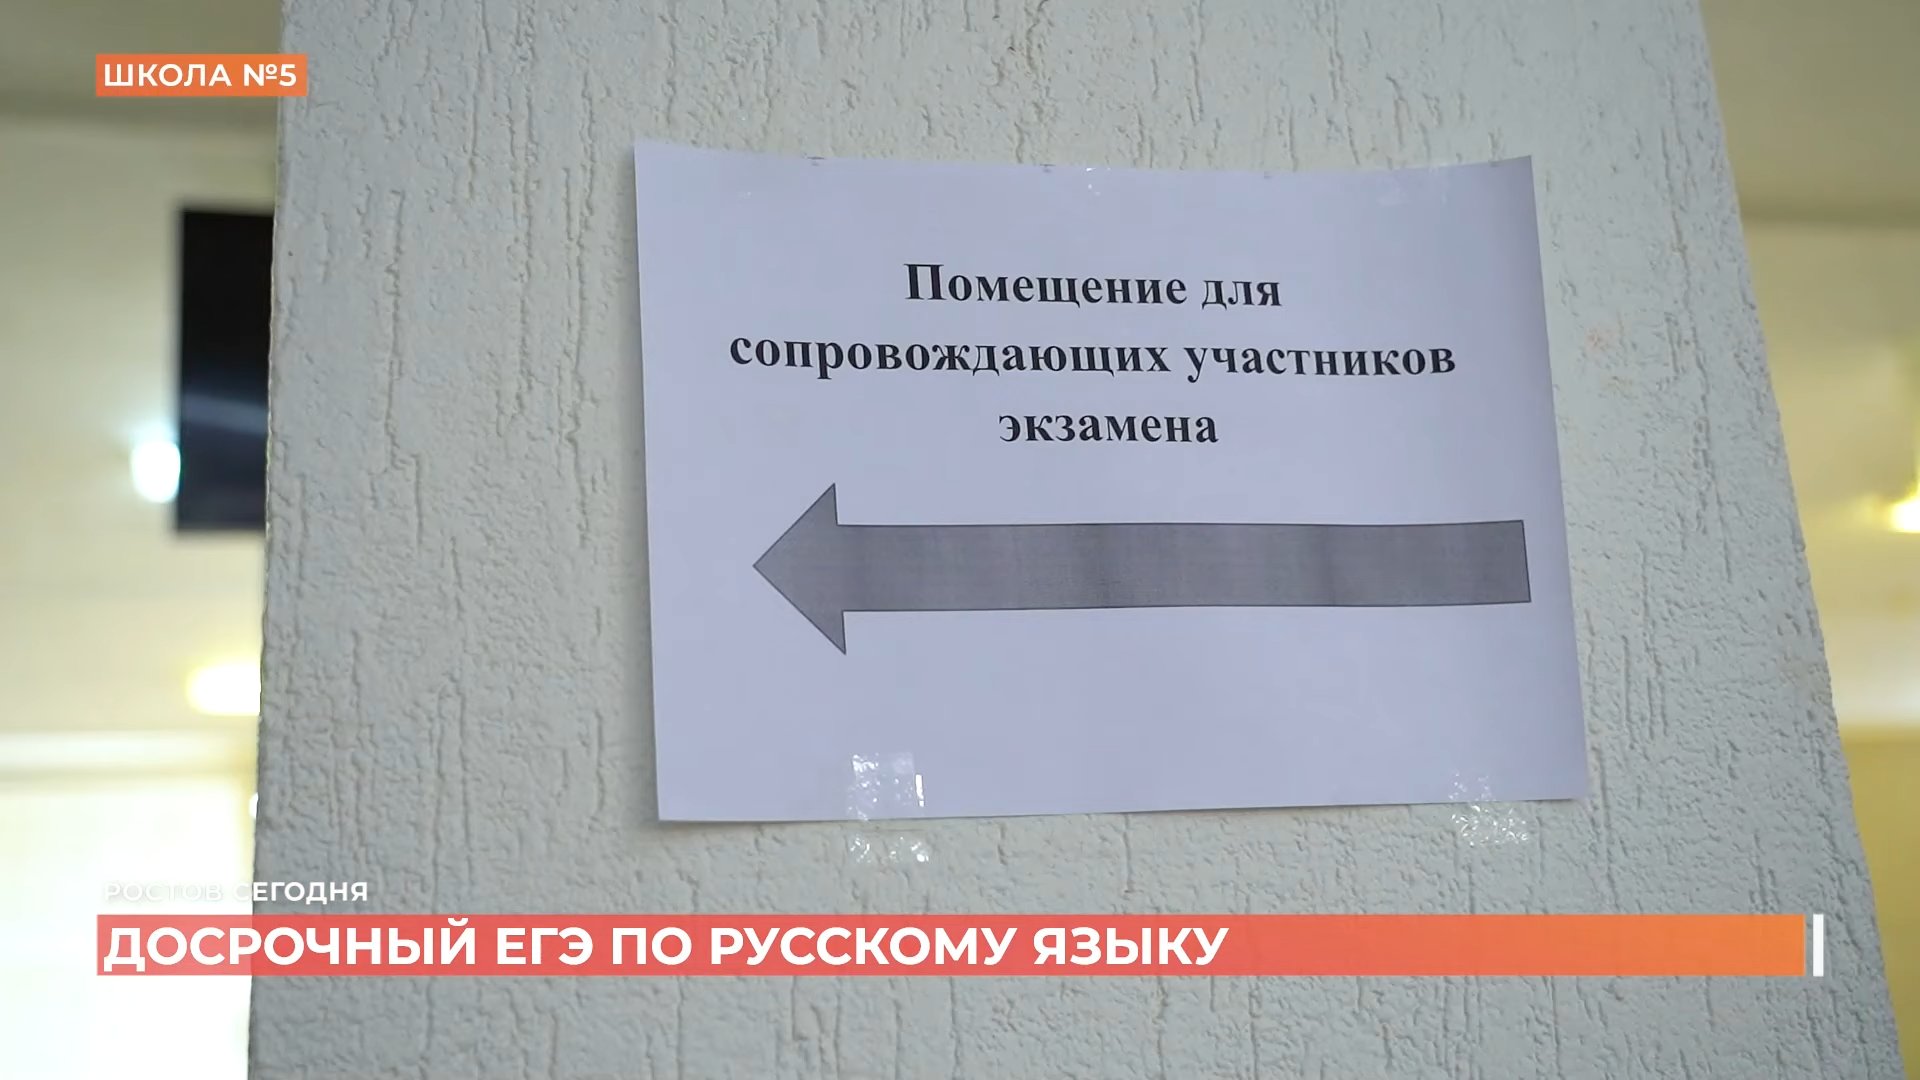 ШКОЛА №5
Помещение для
сопровождающих участников
экзамена
РОСТОВ СЕГОДНЯ
ДОСРОЧНЫЙ ЕГЭ ПО РУССКОМУ ЯЗЫКУ